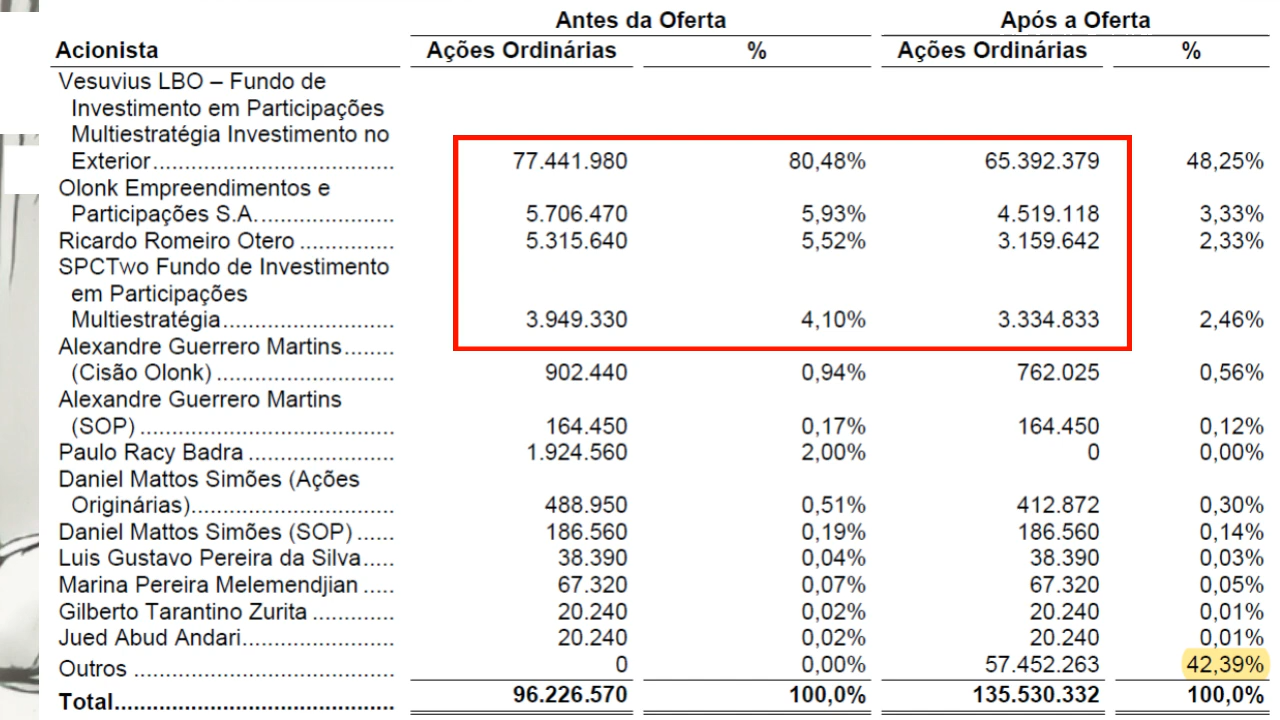 Antes da Oferta Após a Oferta
Acionista Ações Ordinárias % Ações Ordinárias %
Vesuvius LBO – Fundo de
Investimento em Participações
Multiestratégia Investimento no
Exterior...................................... 77.441.980 80,48% 65.392.379 48,25%
Olonk Empreendimentos e
Participações S.A...................... 5.706.470 5,93% 4.519.118 3,33%
Ricardo Romeiro Otero ............... 5.315.640 5,52% 3.159.642 2,33%
SPCTwo Fundo de Investimento
em Participações
Multiestratégia........................... 3.949.330 4,10% 3.334.833 2,46%
Alexandre Guerrero Martins........
(Cisão Olonk) ............................ 902.440 0,94% 762.025 0,56%
Alexandre Guerrero Martins
(SOP) ........................................ 164.450 0,17% 164.450 0,12%
Paulo Racy Badra ....................... 1.924.560 2,00% 0 0,00%
Daniel Mattos Simões (Ações
Originárias)................................ 488.950 0,51% 412.872 0,30%
Daniel Mattos Simões (SOP) ...... 186.560 0,19% 186.560 0,14%
Luis Gustavo Pereira da Silva..... 38.390 0,04% 38.390 0,03%
Marina Pereira Melemendjian ..... 67.320 0,07% 67.320 0,05%
Gilberto Tarantino Zurita ............. 20.240 0,02% 20.240 0,01%
Jued Abud Andari........................ 20.240 0,02% 20.240 0,01%
Outros ......................................... 0 0,00% 57.452.263 42,39%
Total............................................ 96.226.570 100,0% 135.530.332 100,0%